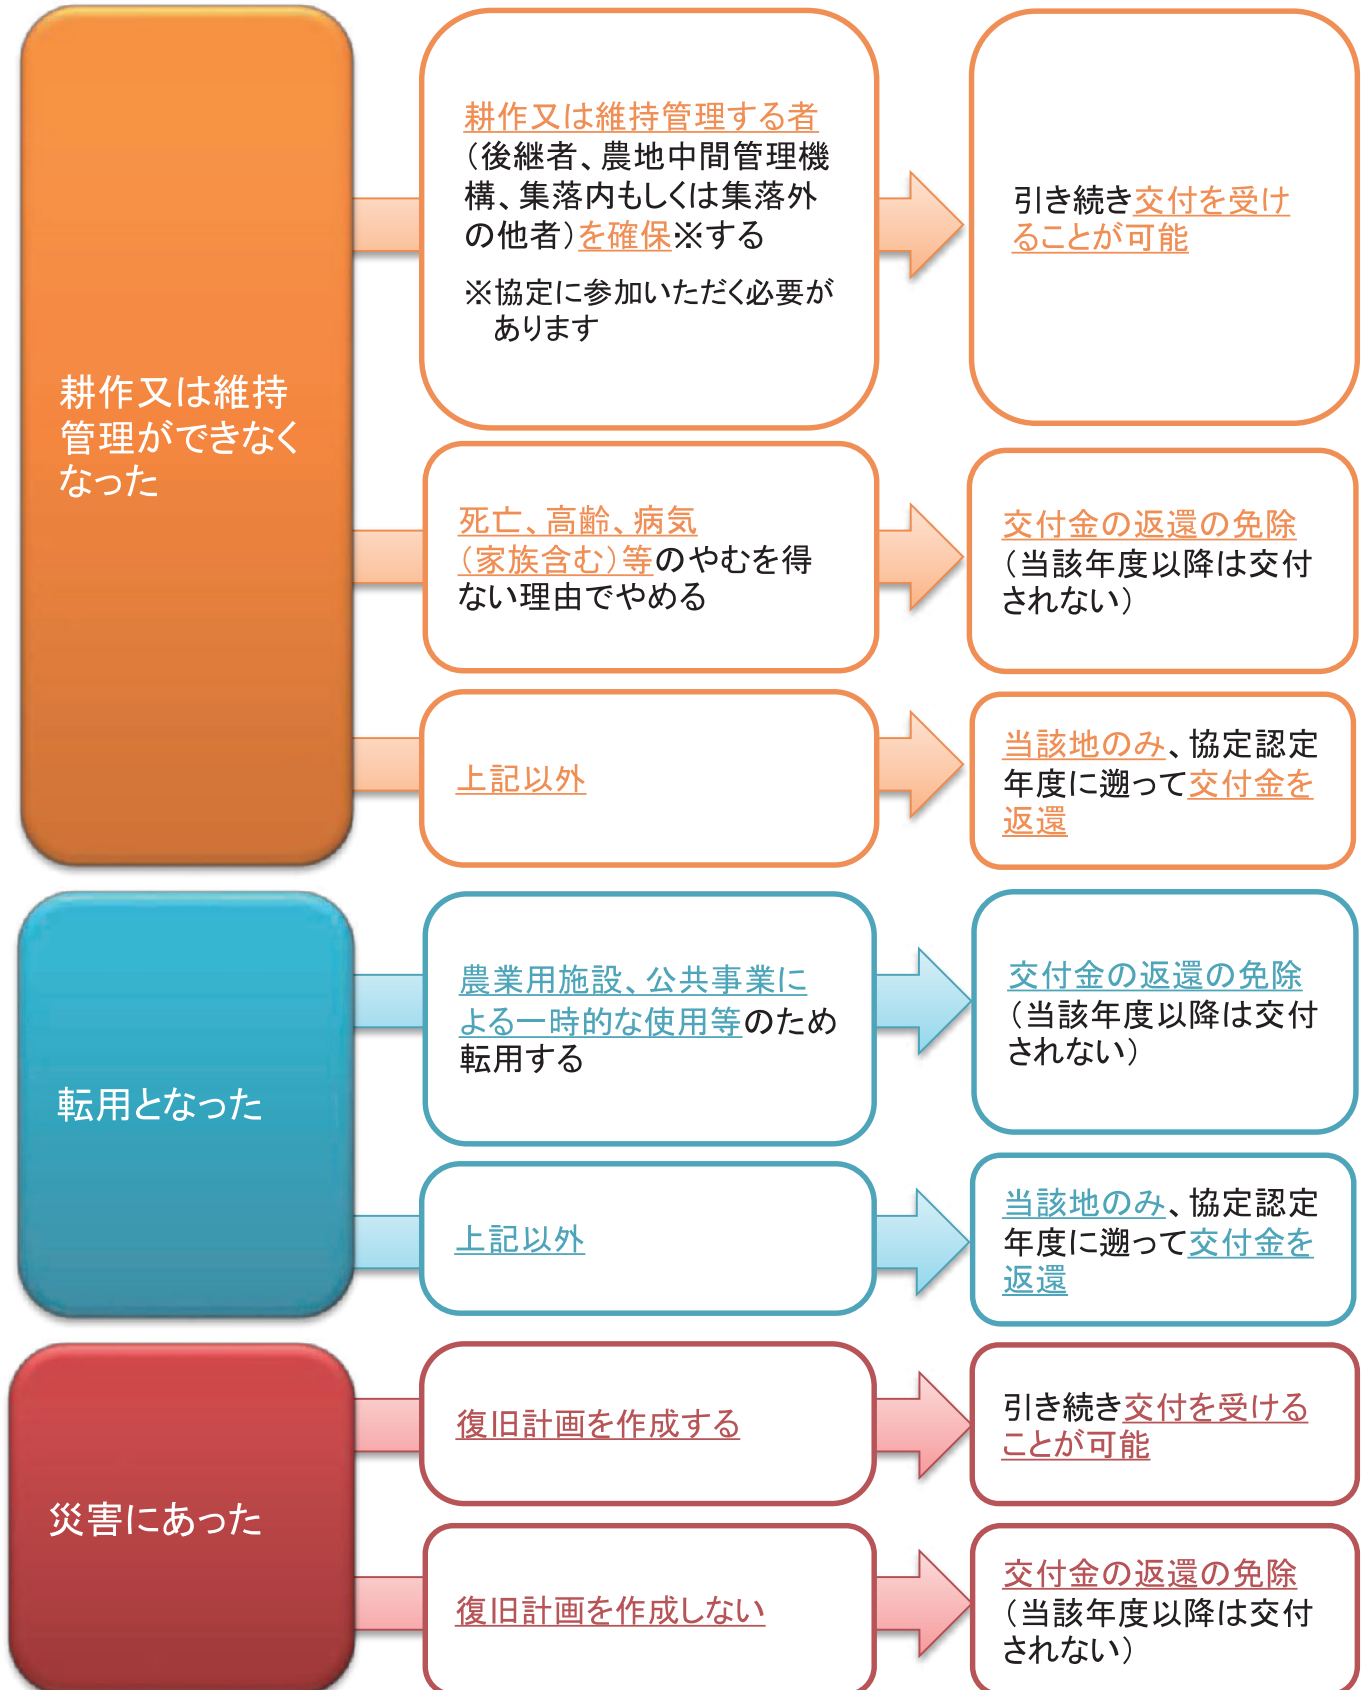 耕作又は維持
管理ができなく
なった
耕作又は維持管理する者
（後継者、農地中間管理機
構、集落内もしくは集落外
の他者）を確保※する
※協定に参加いただく必要が
あります
引き続き交付を受け
ることが可能
死亡、高齢、病気
（家族含む）等のやむを得
ない理由でやめる
交付金の返還の免除
（当該年度以降は交付
されない）
上記以外
当該地のみ、協定認定
年度に遡って交付金を
返還
転用となった
農業用施設、公共事業に
よる一時的な使用等のため
転用する
交付金の返還の免除
（当該年度以降は交付
されない）
上記以外
当該地のみ、協定認定
年度に遡って交付金を
返還
災害にあった
復旧計画を作成する
引き続き交付を受ける
ことが可能
復旧計画を作成しない
交付金の返還の免除
（当該年度以降は交付
されない）